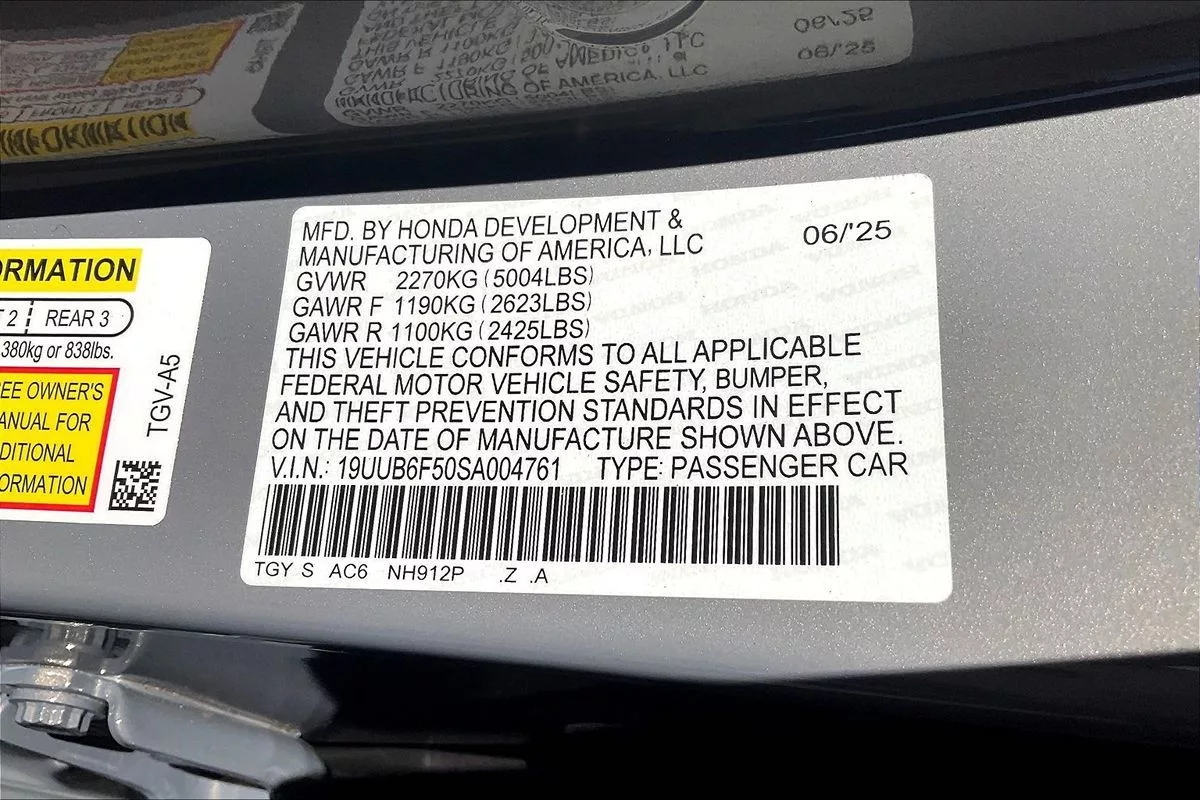 MFD. BY HONDA DEVELOPMENT &
MANUFACTURING OF AMERICA, LLC
06/'25
GVWR 2270KG (5004LBS)
GAWR F 1190KG (2623LBS)
GAWR R 1100KG (2425LBS)
THIS VEHICLE CONFORMS TO ALL APPLICABLE
FEDERAL MOTOR VEHICLE SAFETY, BUMPER,
AND THEFT PREVENTION STANDARDS IN EFFECT
ON THE DATE OF MANUFACTURE SHOWN ABOVE.
V.I.N.: 19UUB6F50SA004761 TYPE: PASSENGER CAR
TGY S AC6 NH912P .Z .A
ORMATION
T 2 REAR 3
380kg or 838lbs.
EE OWNER'S
ANUAL FOR
DITIONAL
ORMATION
TGV-A5